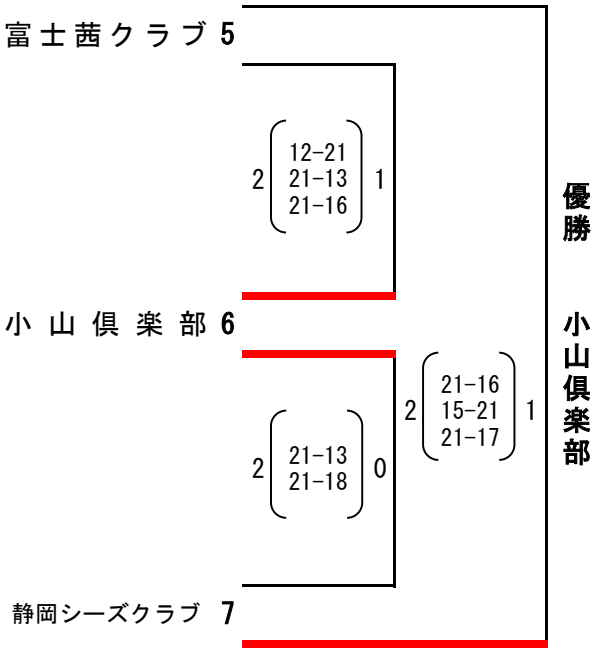 富士茜クラブ 5
2 12-21 1
21-13
21-16
小山倶楽部 6
2 21-13 0
21-18
2 21-16 1
15-21
21-17
静岡シーズクラブ 7
優勝 小山倶楽部